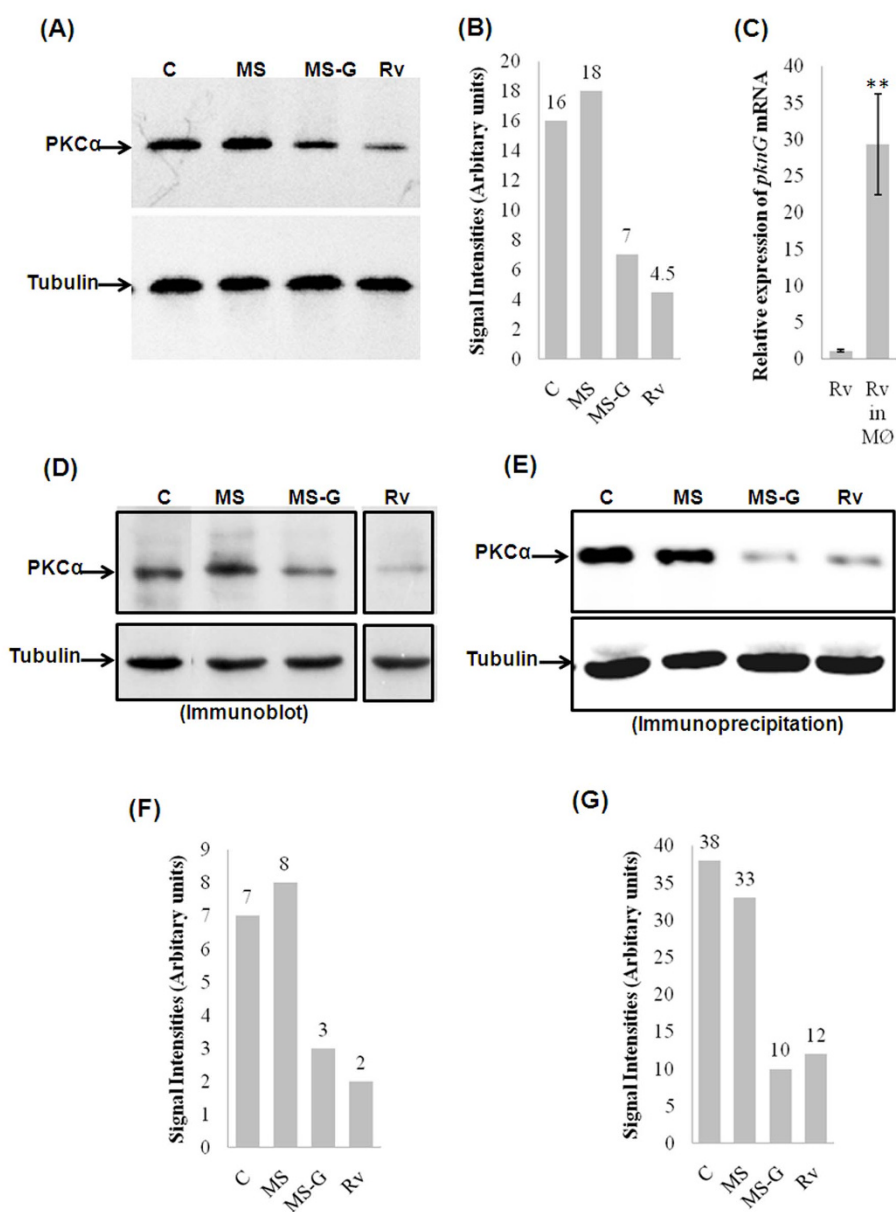 (A)
C MS MS-G Rv
PKCα
Tubulin
(B)
Signal Intensities (Arbitary units)
20
18
16
14
12
10
8
6
4
2
0
16
18
7
4.5
C
MS
MS-G
Rv
(C)
Relative expression of pknG mRNA
40
35
30
25
20
15
10
5
0
**
Rv
Rv
in
MØ
(D)
C MS MS-G Rv
PKCα
Tubulin
(Immunoblot)
(E)
C MS MS-G Rv
PKCα
Tubulin
(Immunoprecipitation)
(F)
Signal Intensities (Arbitary units)
9
8
7
6
5
4
3
2
1
0
7
8
3
2
C
MS
MS-G
Rv
(G)
Signal Intensities (Arbitary units)
40
35
30
25
20
15
10
5
0
38
33
10
12
C
MS
MS-G
Rv